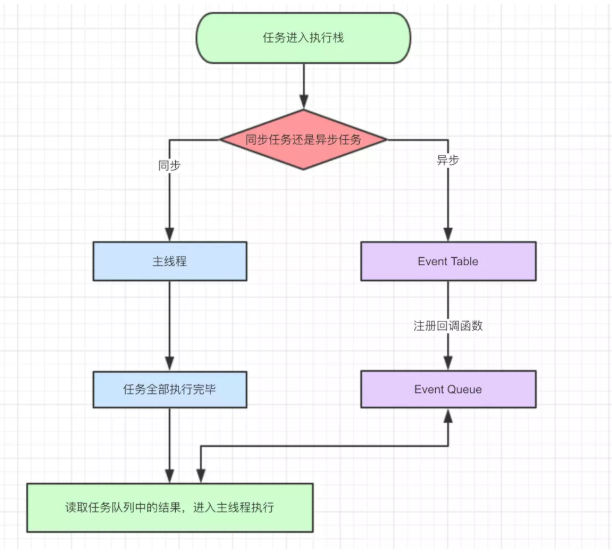 任务进入执行栈
同步任务还是异步任务
同步
异步
主线程
Event Table
注册回调函数
任务全部执行完毕
Event Queue
读取任务队列中的结果，进入主线程执行